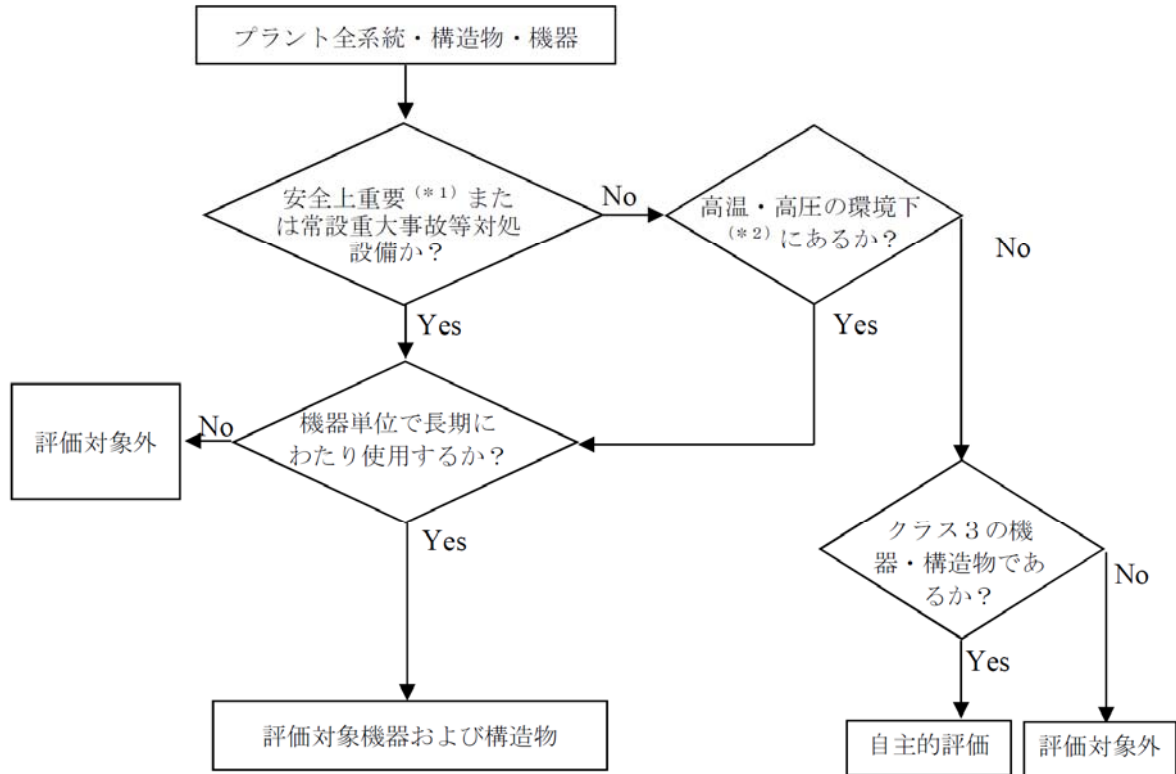 プラント全系統・構造物・機器
安全上重要(*1)また
は常設重大事故等対処
設備か？
No
高温・高圧の環境下
(*2)にあるか？
No
Yes
Yes
機器単位で長期に
わたり使用するか？
No
評価対象外
Yes
クラス３の機
器・構造物であ
るか？
No
Yes
評価対象機器および構造物
自主的評価
評価対象外